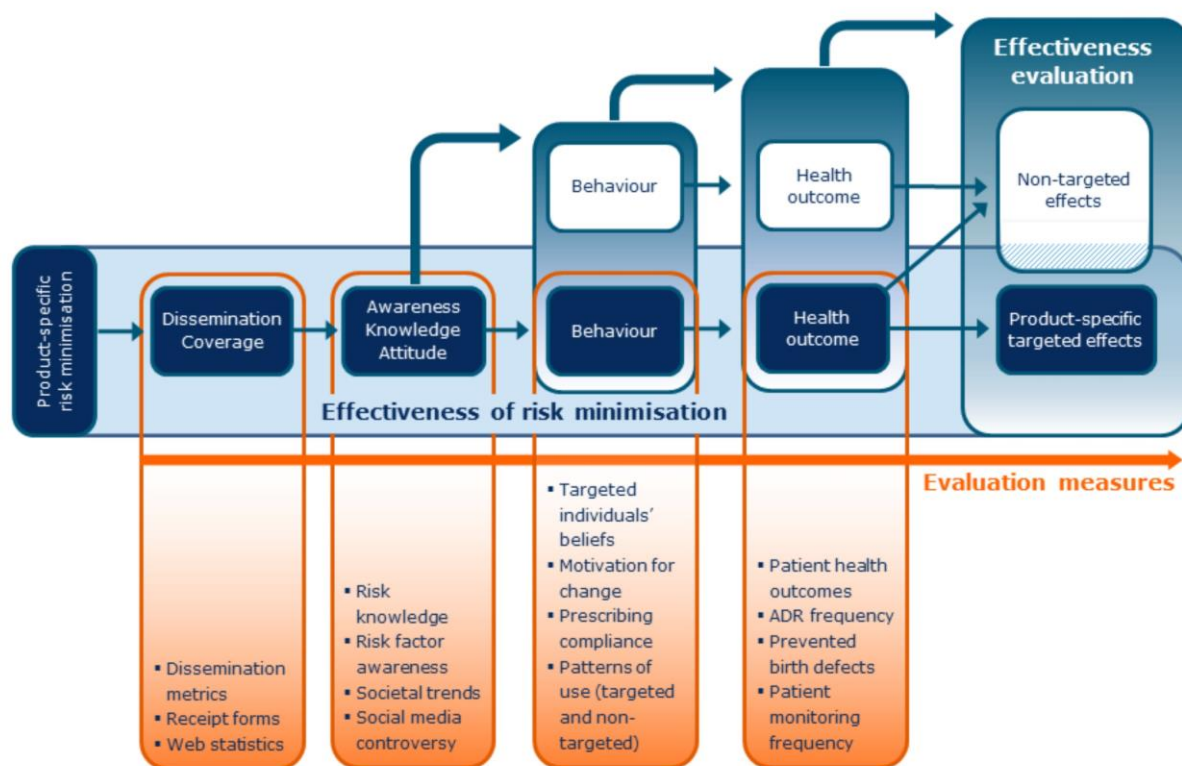 Effectiveness
evaluation
Behaviour
Health
outcome
Non-targeted
effects
Product-specific
risk minimisation
Dissemination
Coverage
Awareness
Knowledge
Attitude
Behaviour
Health
outcome
Product-specific
targeted effects
Effectiveness of risk minimisation
Evaluation measures
▪ Dissemination
metrics
▪ Receipt forms
▪ Web statistics
▪ Risk
knowledge
▪ Risk factor
awareness
▪ Societal trends
▪ Social media
controversy
▪ Targeted
individuals’
beliefs
▪ Motivation for
change
▪ Prescribing
compliance
▪ Patterns of
use (targeted
and non-
targeted)
▪ Patient health
outcomes
▪ ADR frequency
▪ Prevented
birth defects
▪ Patient
monitoring
frequency